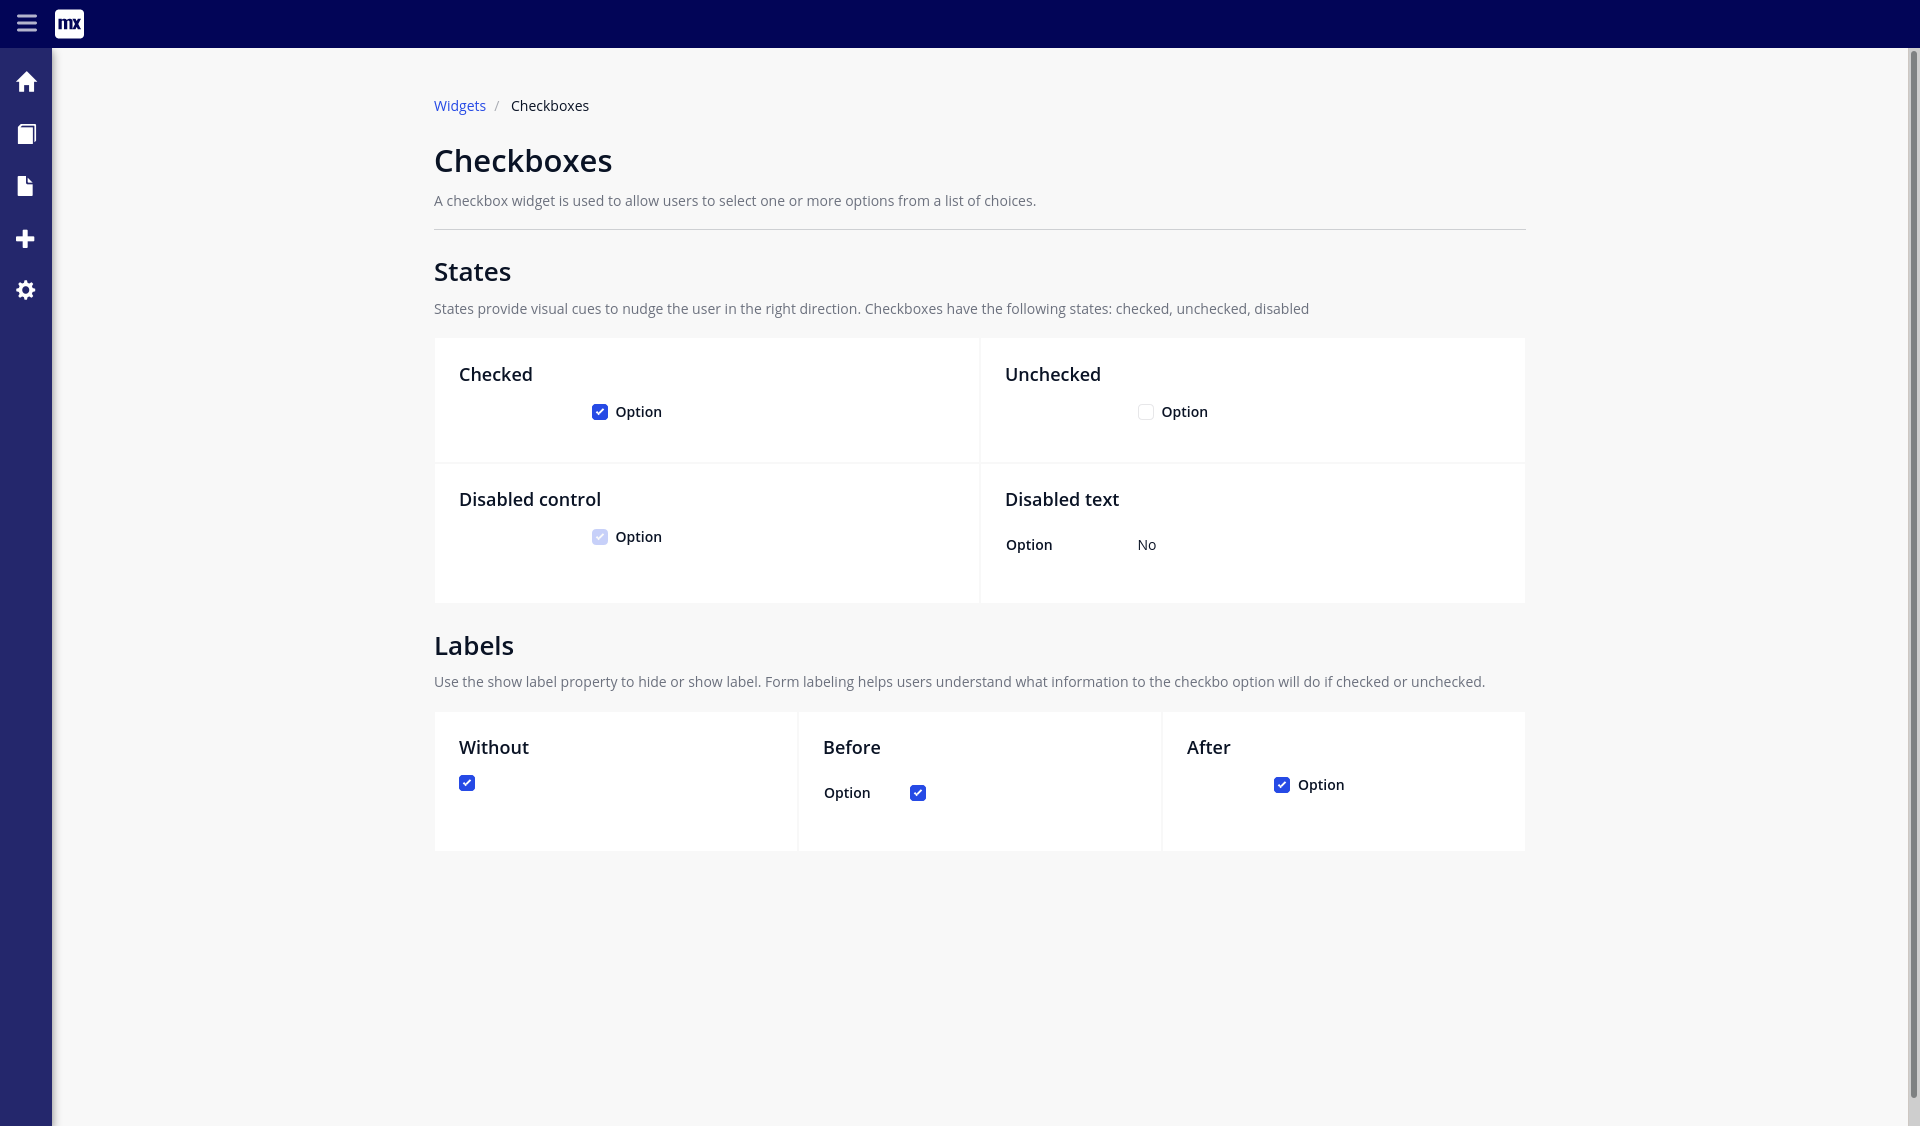 mx
Widgets / Checkboxes
Checkboxes
A checkbox widget is used to allow users to select one or more options from a list of choices.
States
States provide visual cues to nudge the user in the right direction. Checkboxes have the following states: checked, unchecked, disabled
Checked
Option
Unchecked
Option
Disabled control
Option
Disabled text
Option No
Labels
Use the show label property to hide or show label. Form labeling helps users understand what information to the checkbo option will do if checked or unchecked.
Without
Before
Option
After
Option